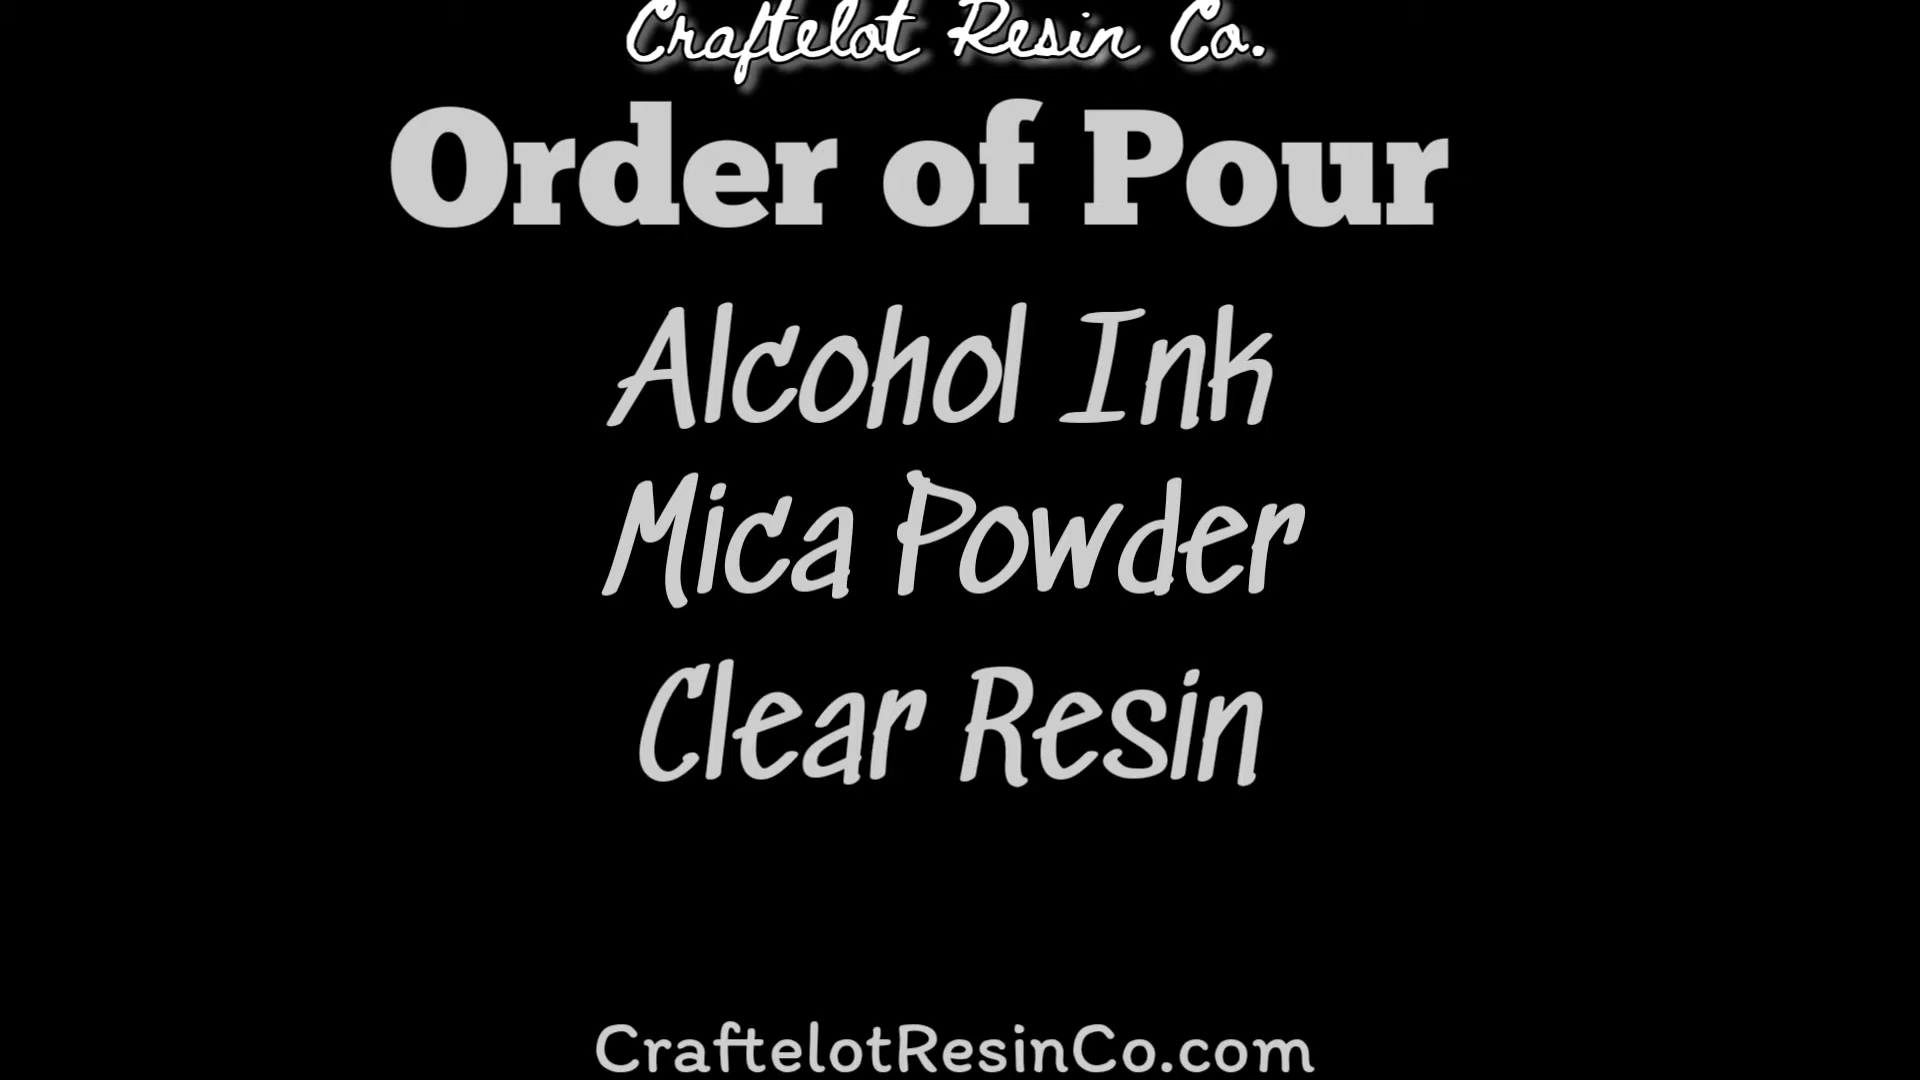 Craftelot Resin Co.
Order of Pour
Alcohol Ink
Mica Powder
Clear Resin
CraftelotResinCo.com